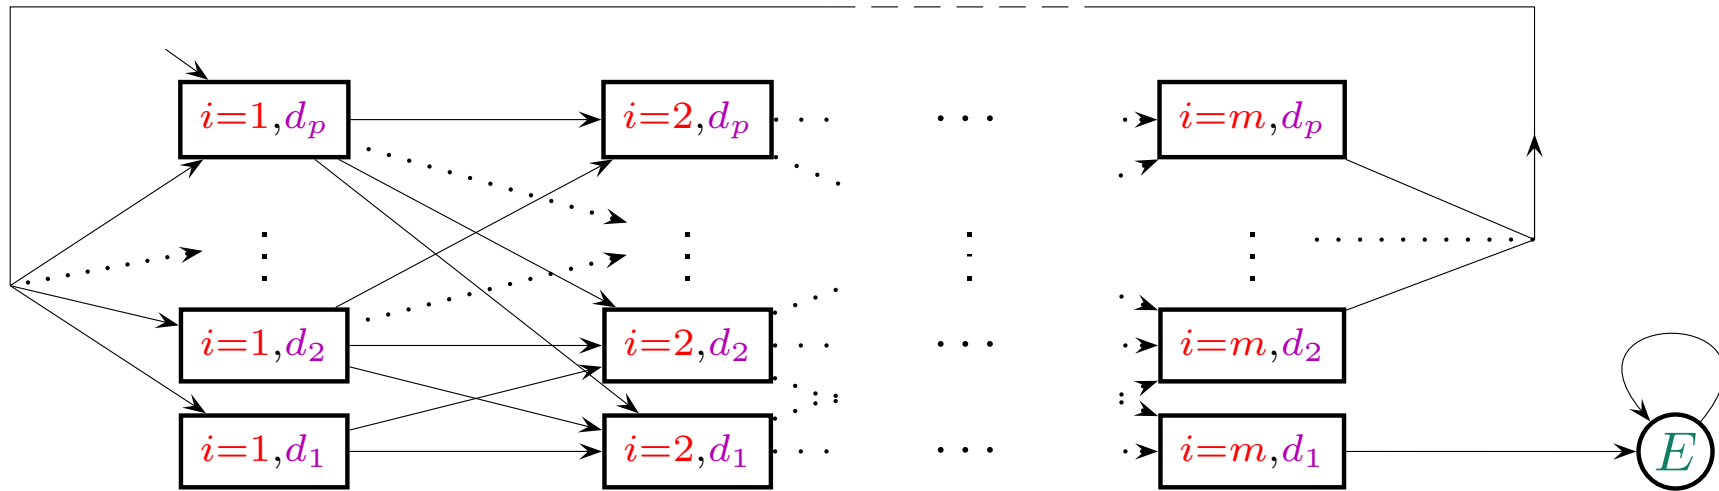 i=1,d_p i=2,d_p ... i=m,d_p
i=1,d_2 i=2,d_2 ... i=m,d_2
i=1,d_1 i=2,d_1 ... i=m,d_1 E